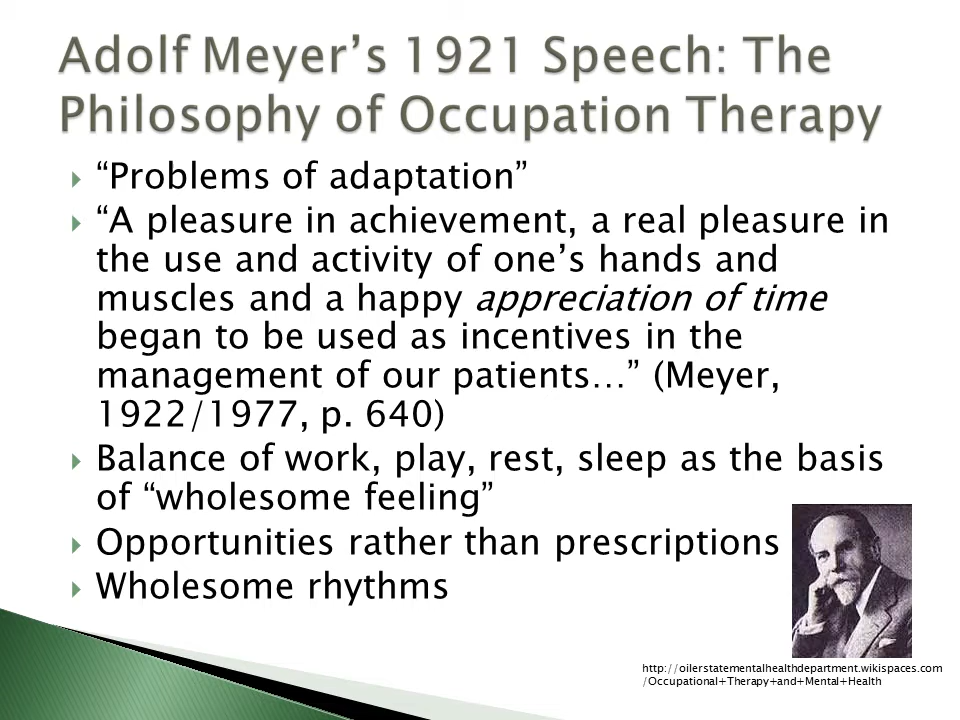 Adolf Meyer’s 1921 Speech: The
Philosophy of Occupation Therapy
“Problems of adaptation”
“A pleasure in achievement, a real pleasure in
the use and activity of one’s hands and
muscles and a happy appreciation of time
began to be used as incentives in the
management of our patients…” (Meyer,
1922/1977, p. 640)
Balance of work, play, rest, sleep as the basis
of “wholesome feeling”
Opportunities rather than prescriptions
Wholesome rhythms
http://oilerstatementalhealthdepartment.wikispaces.com
/Occupational+Therapy+and+Mental+Health